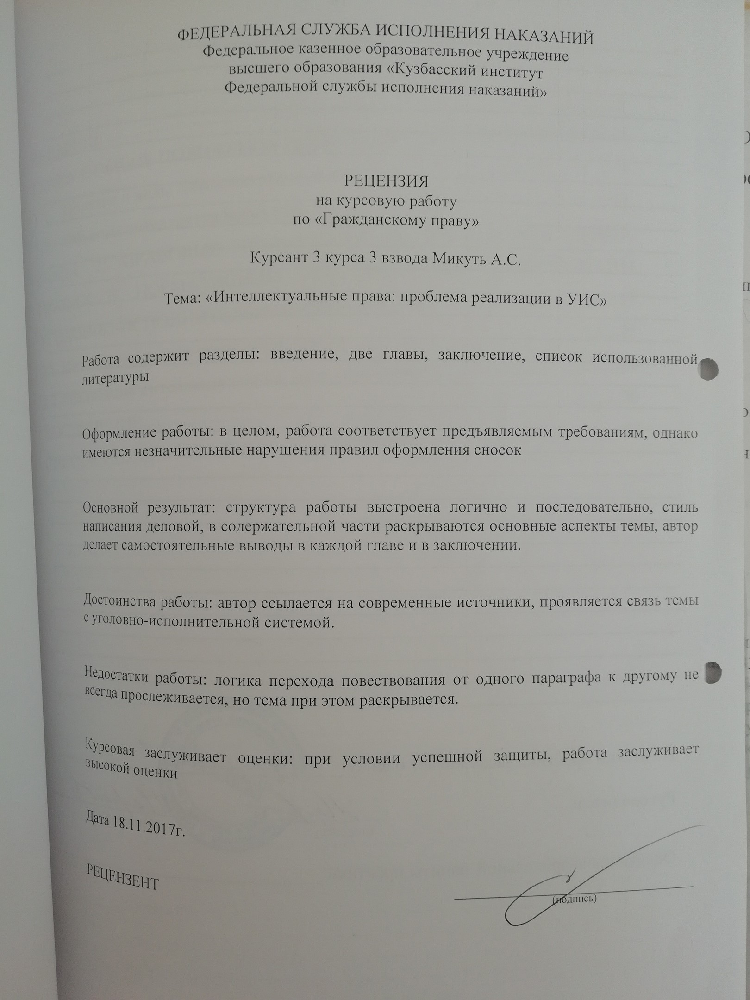 ФЕДЕРАЛЬНАЯ СЛУЖБА ИСПОЛНЕНИЯ НАКАЗАНИЙ
Федеральное казенное образовательное учреждение
высшего образования «Кузбасский институт
Федеральной службы исполнения наказаний»
РЕЦЕНЗИЯ
на курсовую работу
по «Гражданскому праву»
Курсант 3 курса 3 взвода Микуть А.С.
Тема: «Интеллектуальные права: проблема реализации в УИС»
Работа содержит разделы: введение, две главы, заключение, список использованной
литературы
Оформление работы: в целом, работа соответствует предъявляемым требованиям, однако
имеются незначительные нарушения правил оформления сносок
Основной результат: структура работы выстроена логично и последовательно, стиль
написания деловой, в содержательной части раскрываются основные аспекты темы, автор
делает самостоятельные выводы в каждой главе и в заключении.
Достоинства работы: автор ссылается на современные источники, проявляется связь темы
с уголовно-исполнительной системой.
Недостатки работы: логика перехода повествования от одного параграфа к другому не
всегда прослеживается, но тема при этом раскрывается.
Курсовая заслуживает оценки: при условии успешной защиты, работа заслуживает
высокой оценки
Дата 18.11.2017г.
РЕЦЕНЗЕНТ
(подпись)